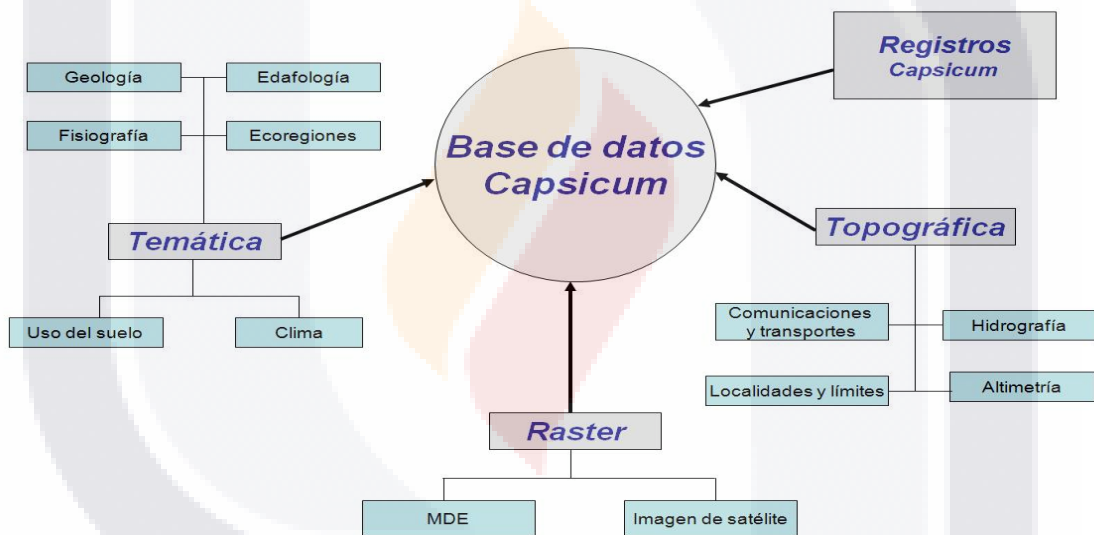 Registros
Capsicum
Geología
Edafología
Fisiografía
Ecoregiones
Base de datos
Capsicum
Temática
Topográfica
Uso del suelo
Clima
Comunicaciones
y transportes
Hidrografía
Localidades y límites
Altimetría
Raster
MDE
Imagen de satélite